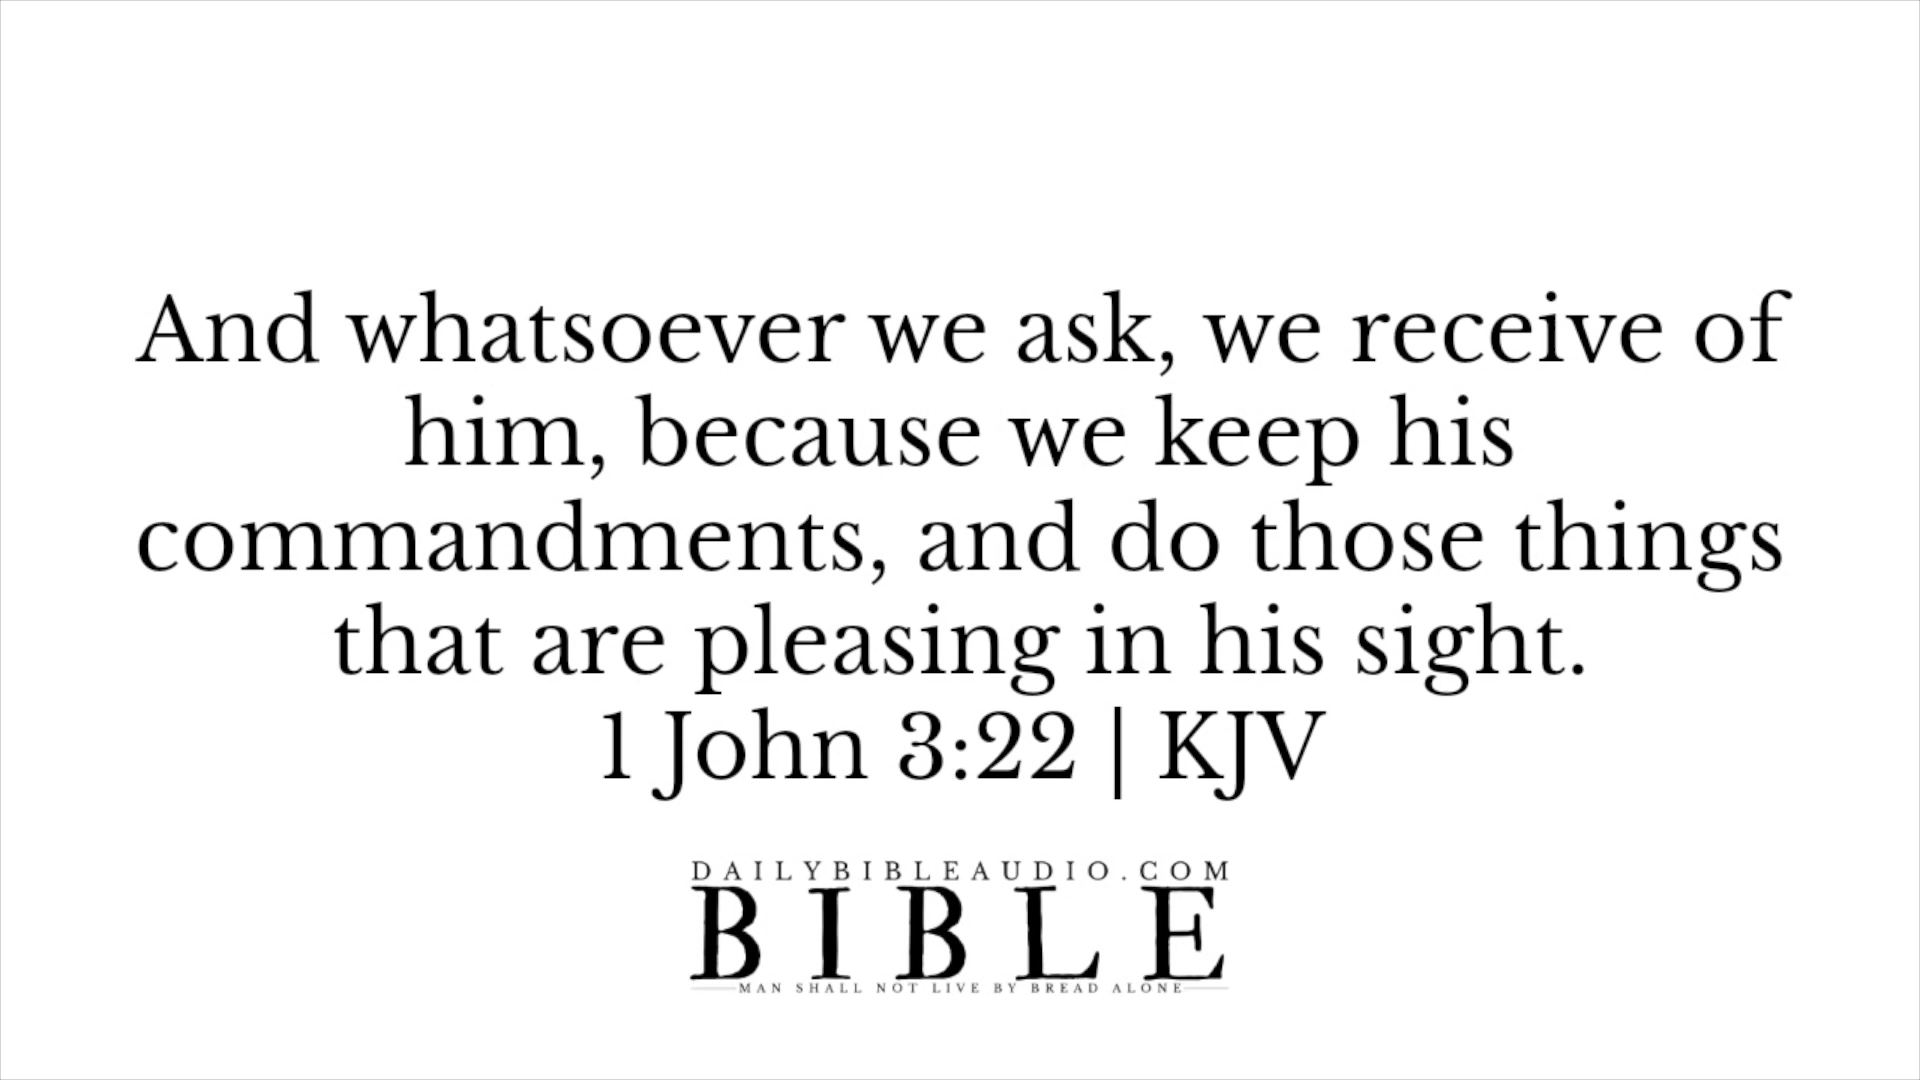 And whatsoever we ask, we receive of
him, because we keep his
commandments, and do those things
that are pleasing in his sight.
1 John 3:22 | KJV
DAILYBIBLEAUDIO.COM
BIBLE
MAN SHALL NOT LIVE BY BREAD ALONE